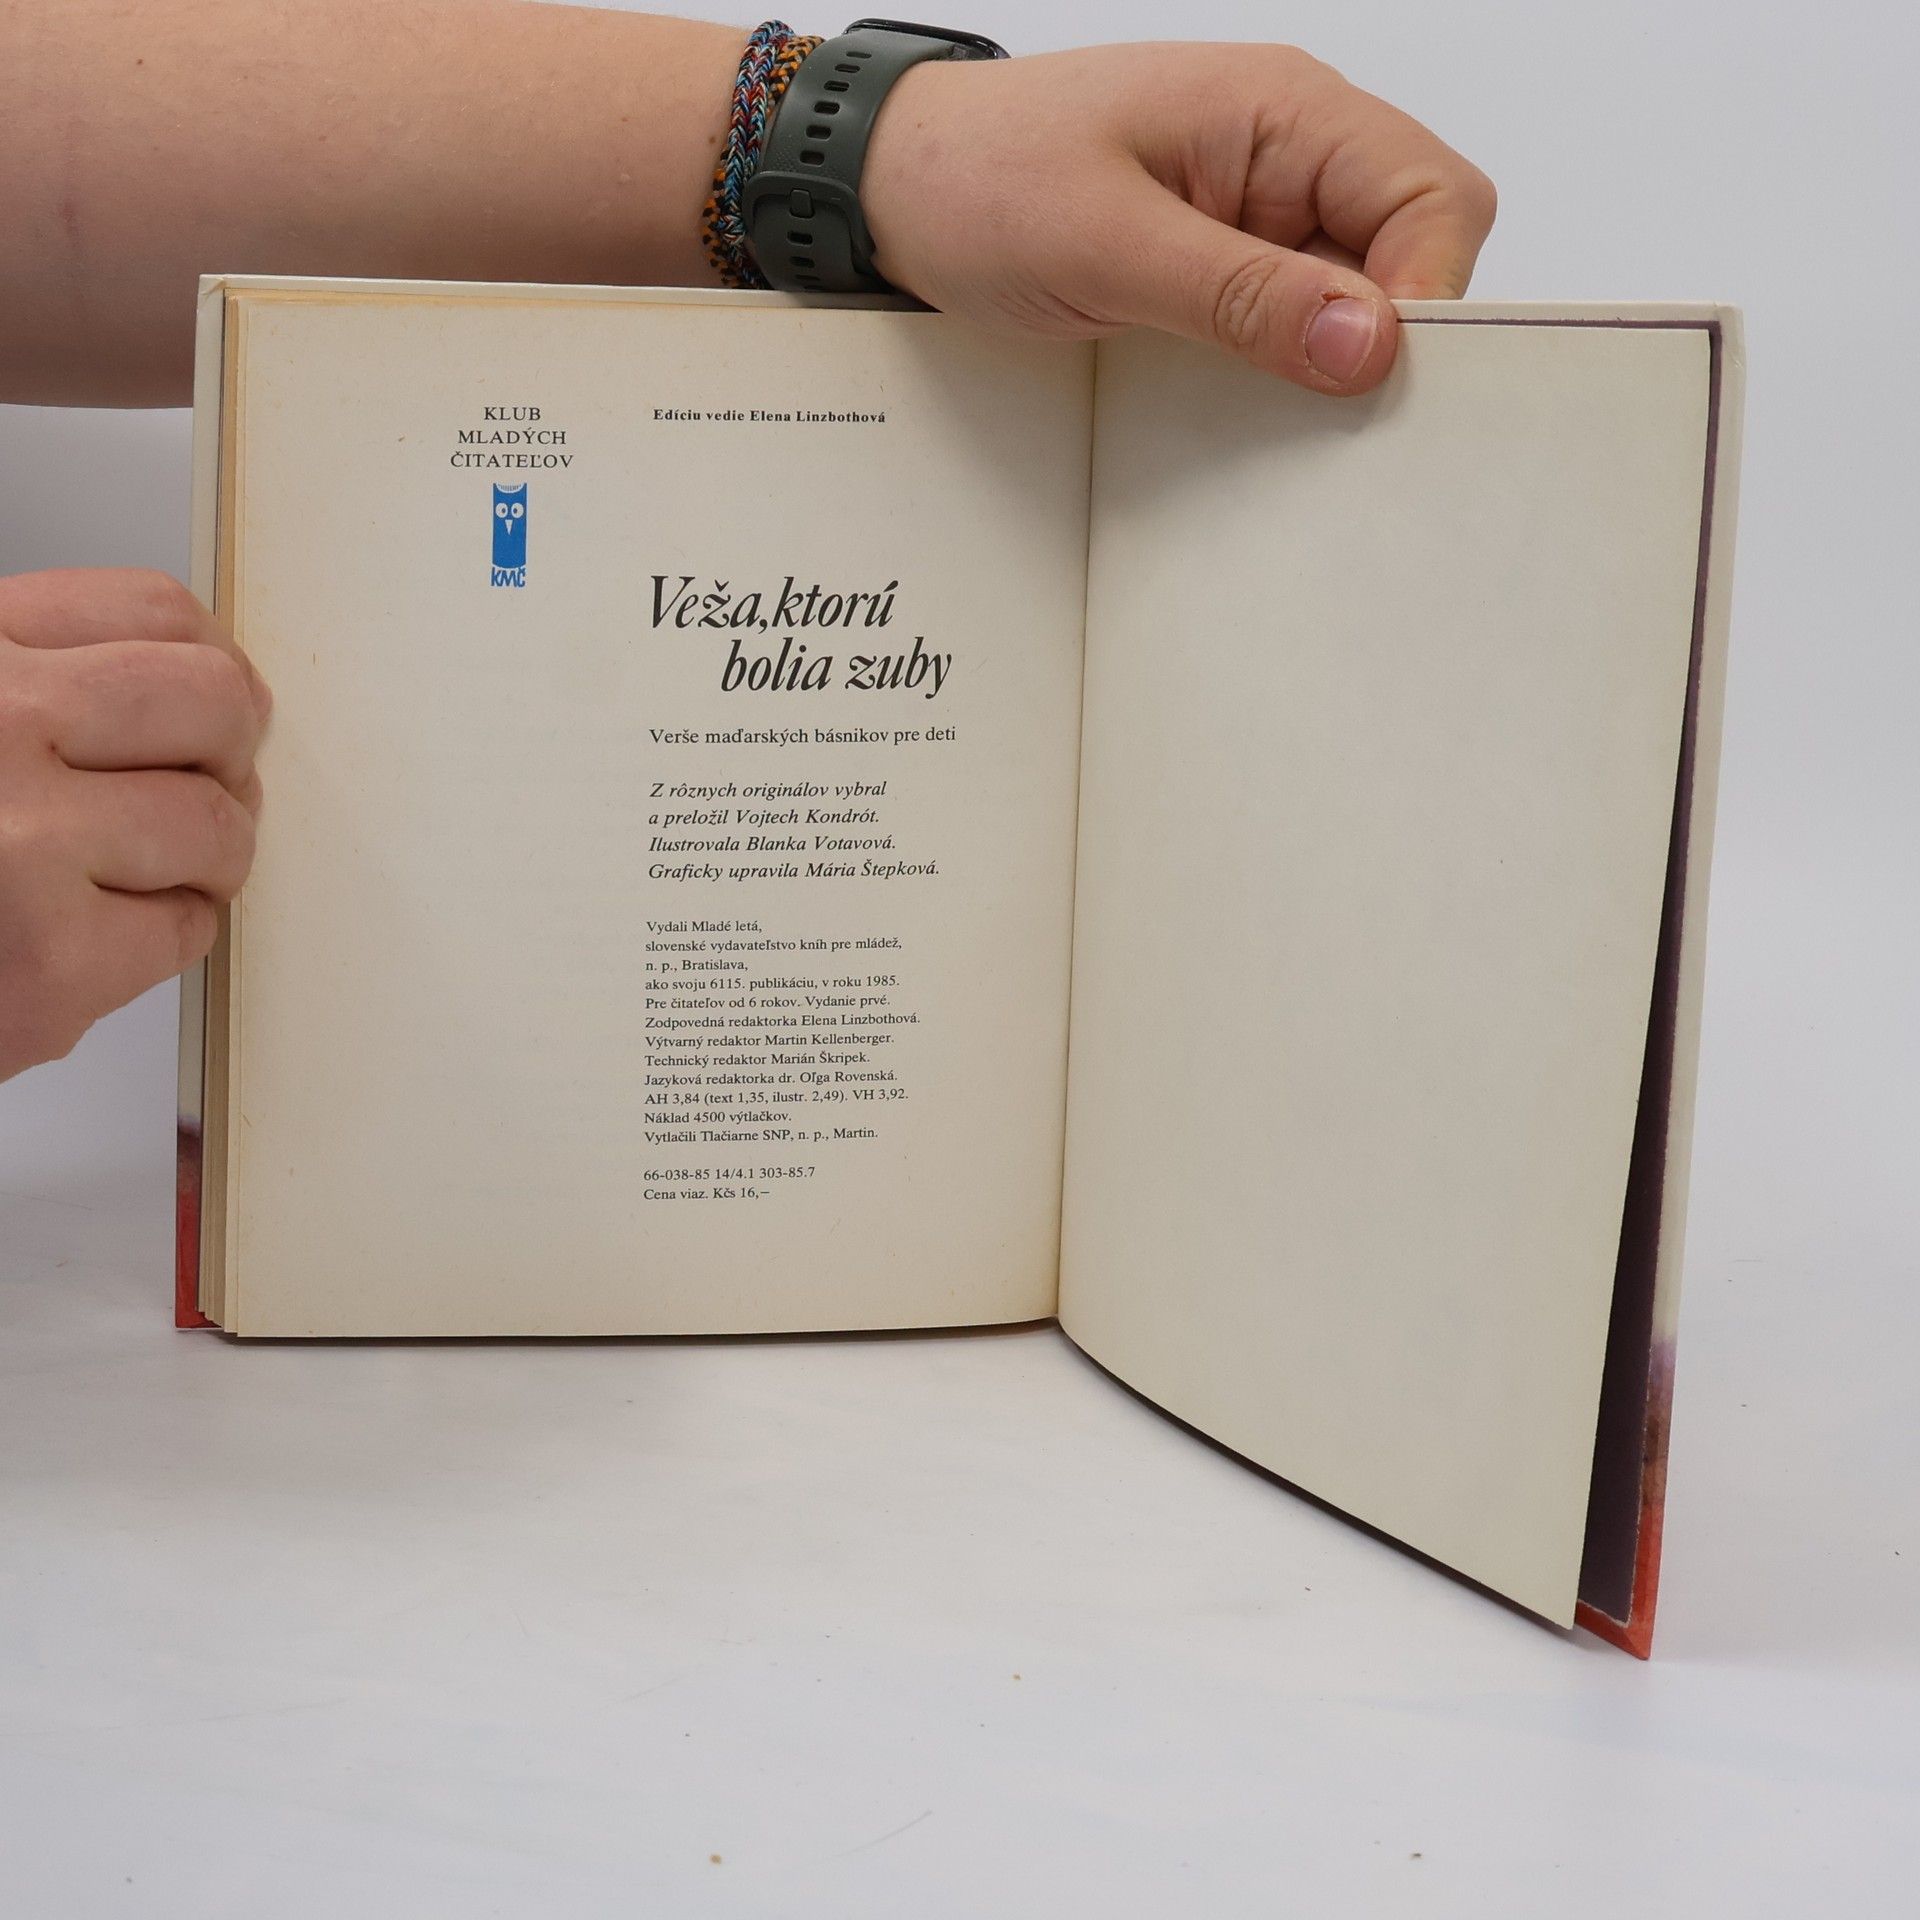 KLUB
MLADÝCH
ČITATEĽOV
kmč
Edíciu vedie Elena Linzbothová
Veža, ktorú
bolia zuby
Verše maďarských básnikov pre deti
Z rôznych originálov vybral
a preložil Vojtech Kondrót.
Ilustrovala Blanka Votavová.
Graficky upravila Mária Štepková.
Vydali Mladé letá,
slovenské vydavateľstvo kníh pre mládež,
n. p., Bratislava,
ako svoju 6115. publikáciu, v roku 1985.
Pre čitateľov od 6 rokov. Vydanie prvé.
Zodpovedná redaktorka Elena Linzbothová.
Výtvarný redaktor Martin Kellenberger.
Technický redaktor Marián Škripek.
Jazyková redaktorka dr. Oľga Rovenská.
AH 3,84 (text 1,35, ilustr. 2,49). VH 3,92.
Náklad 4500 výtlačkov.
Vytlačili Tlačiarne SNP, n. p., Martin.
66-038-85 14/4.1 303-85.7
Cena viaz. Kčs 16,–